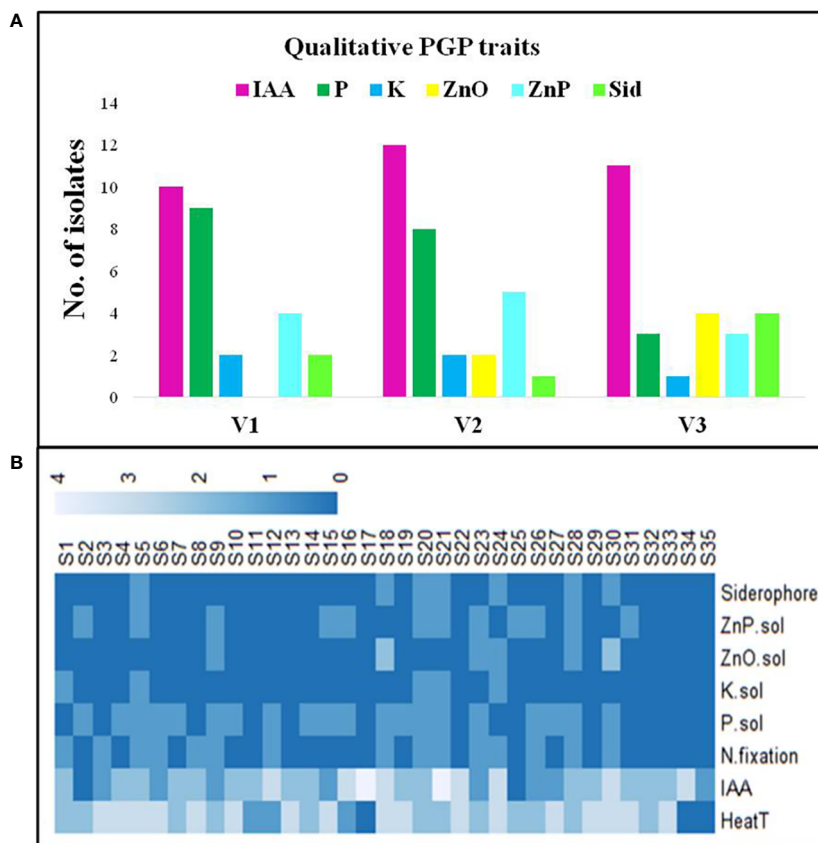 A
Qualitative PGP traits
IAA P K ZnO ZnP Sid
No. of isolates
14
12
10
8
6
4
2
0
V1 V2 V3
B
4 3 2 1 0
S1 S2 S3 S4 S5 S6 S7 S8 S9 S10 S11 S12 S13 S14 S15 S16 S17 S18 S19 S20 S21 S22 S23 S24 S25 S26 S27 S28 S29 S30 S31 S32 S33 S34 S35
Siderophore
ZnP.sol
ZnO.sol
K.sol
P.sol
N.fixation
IAA
HeatT